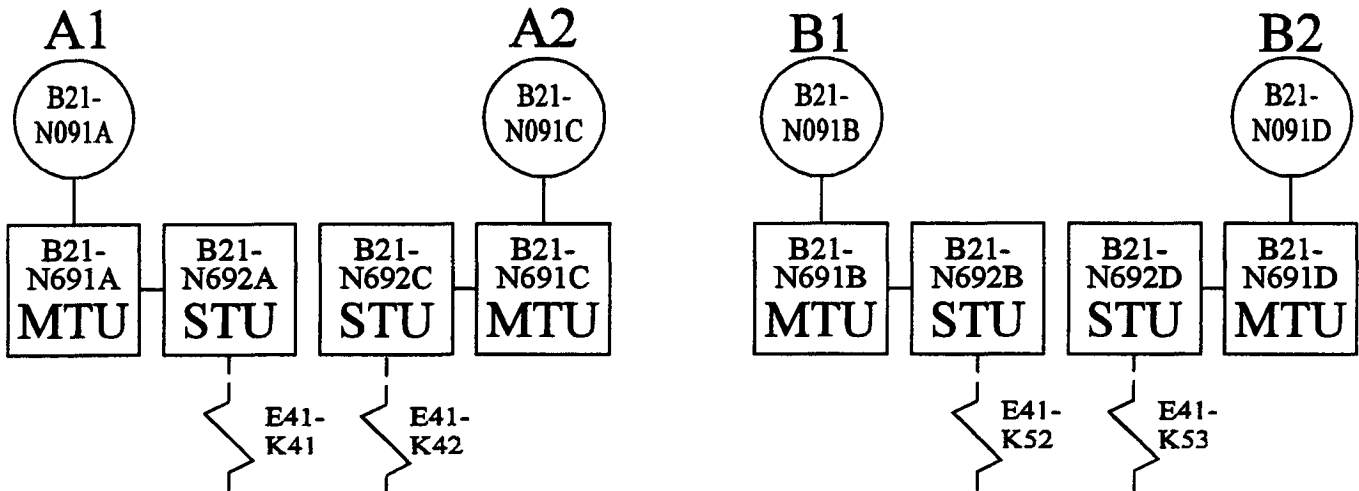 A1
A2
B1
B2
B21-
N091A
B21-
N091C
B21-
N091B
B21-
N091D
B21-
N691A
MTU
B21-
N692A
STU
B21-
N692C
STU
B21-
N691C
MTU
B21-
N691B
MTU
B21-
N692B
STU
B21-
N692D
STU
B21-
N691D
MTU
E41-
K41
E41-
K42
E41-
K52
E41-
K53